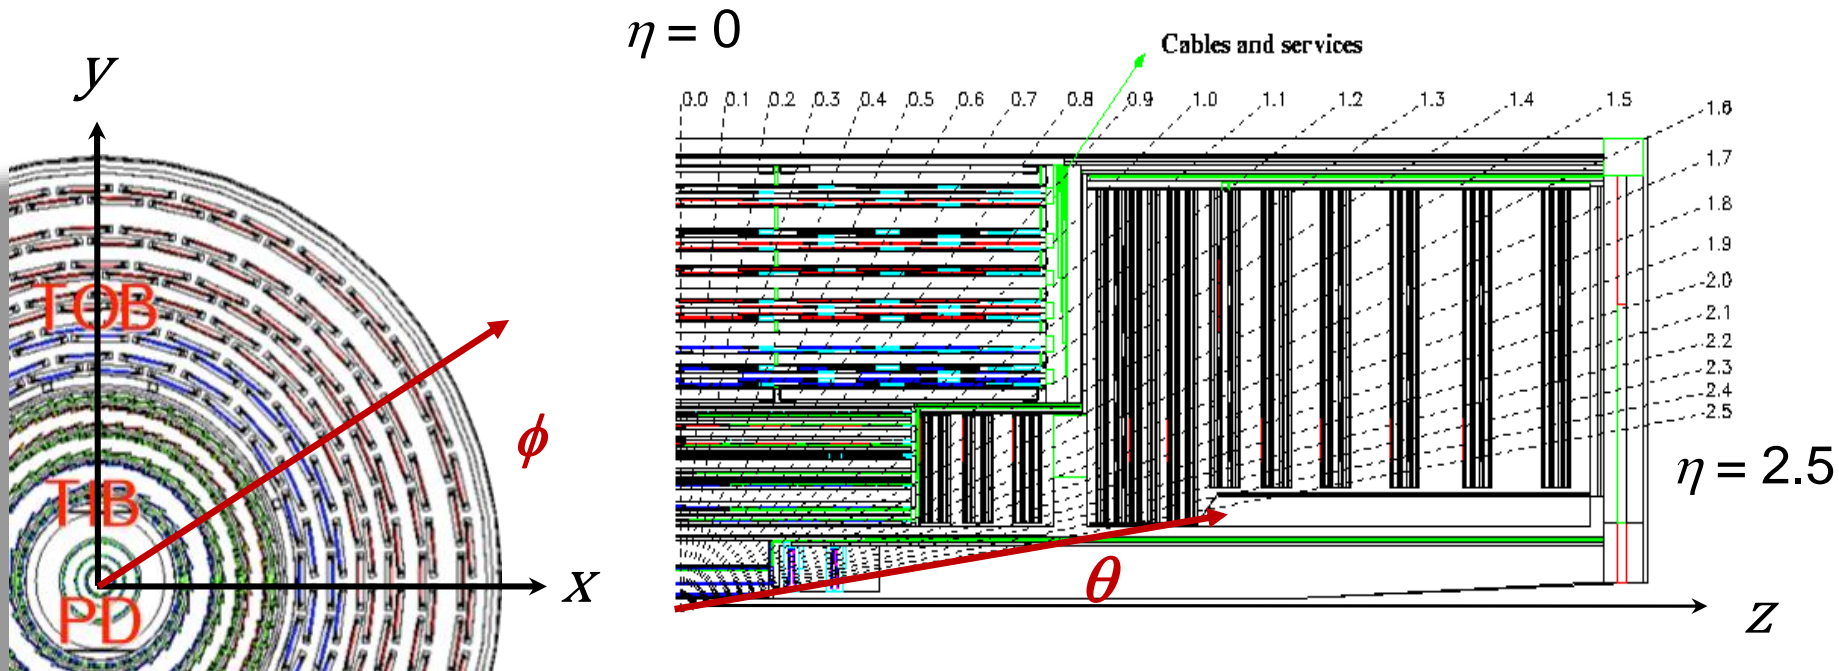 η = 0
Cables and services
y
0.0 0.1 0.2 0.3 0.4 0.5 0.6 0.7 0.8 0.9 1.0 1.1 1.2 1.3 1.4 1.5
1.6
1.7
1.8
1.9
2.0
2.1
2.2
2.3
2.4
2.5
TOB
ϕ
η = 2.5
TIB
θ
x
PD
z